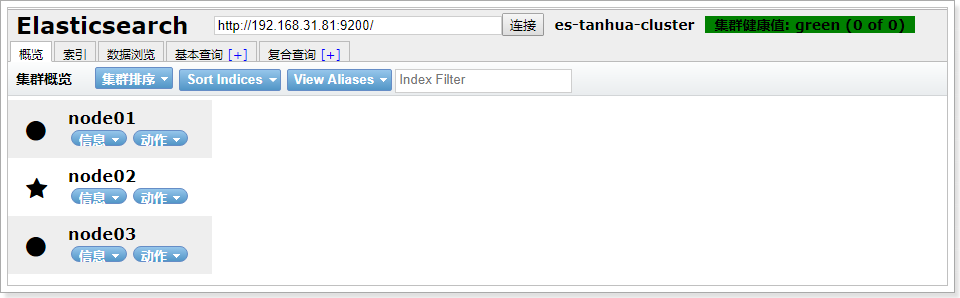 Elasticsearch http://192.168.31.81:9200/ 连接 es-tanhua-cluster 集群健康值: green (0 of 0)
概览 索引 数据浏览 基本查询 [+] 复合查询 [+]
集群概览 集群排序 Sort Indices View Aliases Index Filter
node01
信息 动作
node02
信息 动作
node03
信息 动作